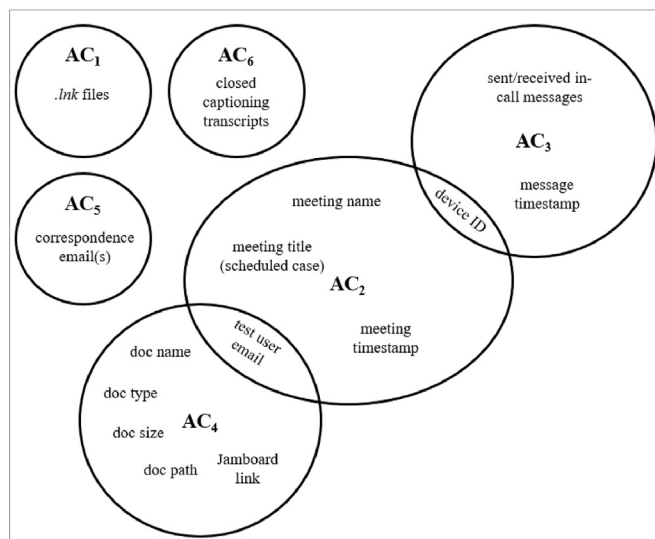 AC₁
.lnk files
AC₆
closed
captioning
transcripts
sent/received in-
call messages
AC₃
message
timestamp
device ID
AC₅
correspondence
email(s)
meeting name
meeting title
(scheduled case)
AC₂
meeting
timestamp
test user
email
doc name
doc type
AC₄
doc size
doc path
Jamboard
link